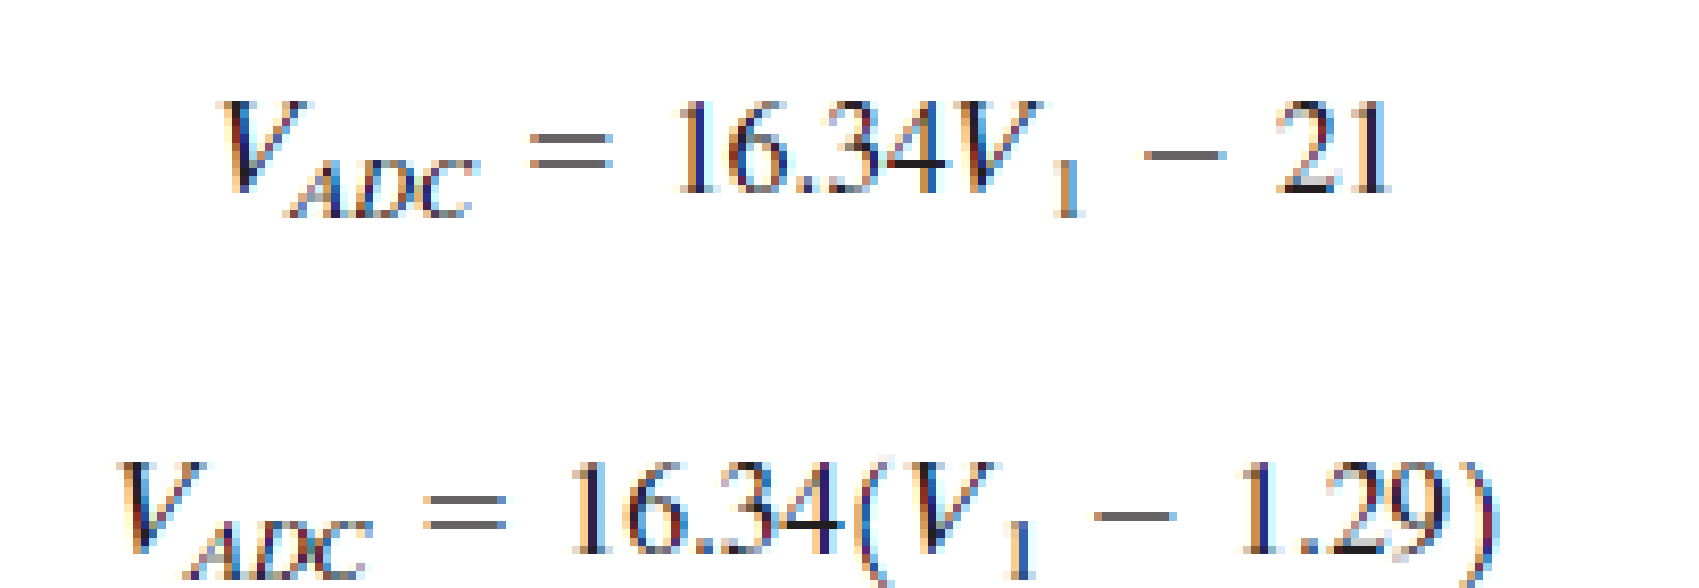 V_ADC = 16.34V_1 − 21
V_ADC = 16.34(V_1 − 1.29)